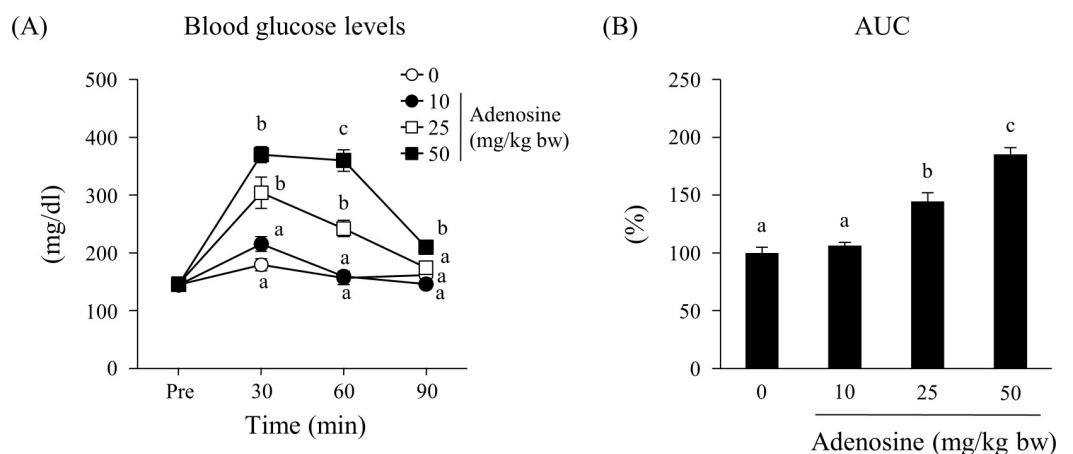 (A) Blood glucose levels
500
400
300
200
100
0
(mg/dl)
0
10
25
50
Adenosine
(mg/kg bw)
b
c
b
b
b
a
a
a
a
a
a
a
Pre 30 60 90
Time (min)
(B) AUC
250
200
150
100
50
0
(%)
a
a
b
c
0 10 25 50
Adenosine (mg/kg bw)